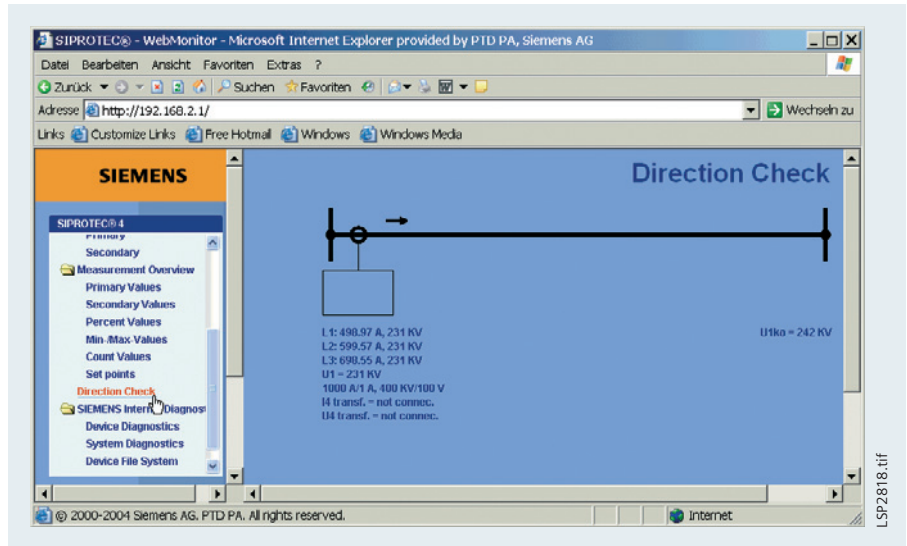 SIPROTEC® - WebMonitor - Microsoft Internet Explorer provided by PTD PA, Siemens AG
Datei Bearbeiten Ansicht Favoriten Extras ?
Zurück Suchen Favoriten
Adresse http://192.168.2.1/ Wechseln zu
Links Customize Links Free Hotmail Windows Windows Media
SIEMENS
SIPROTEC® 4
Primary
Secondary
Measurement Overview
Primary Values
Secondary Values
Percent Values
Min-/Max-Values
Count Values
Set points
Direction Check
SIEMENS Intern Diagnos
Device Diagnostics
System Diagnostics
Device File System
Direction Check
L1: 498.97 A, 231 KV
L2: 599.57 A, 231 KV
L3: 698.55 A, 231 KV
U1 = 231 KV
1000 A/1 A, 400 KV/100 V
I4 transf. = not connec.
U4 transf. = not connec.
U1ko = 242 KV
© 2000-2004 Siemens AG. PTD PA. All rights reserved.
Internet
LSP2818.tif